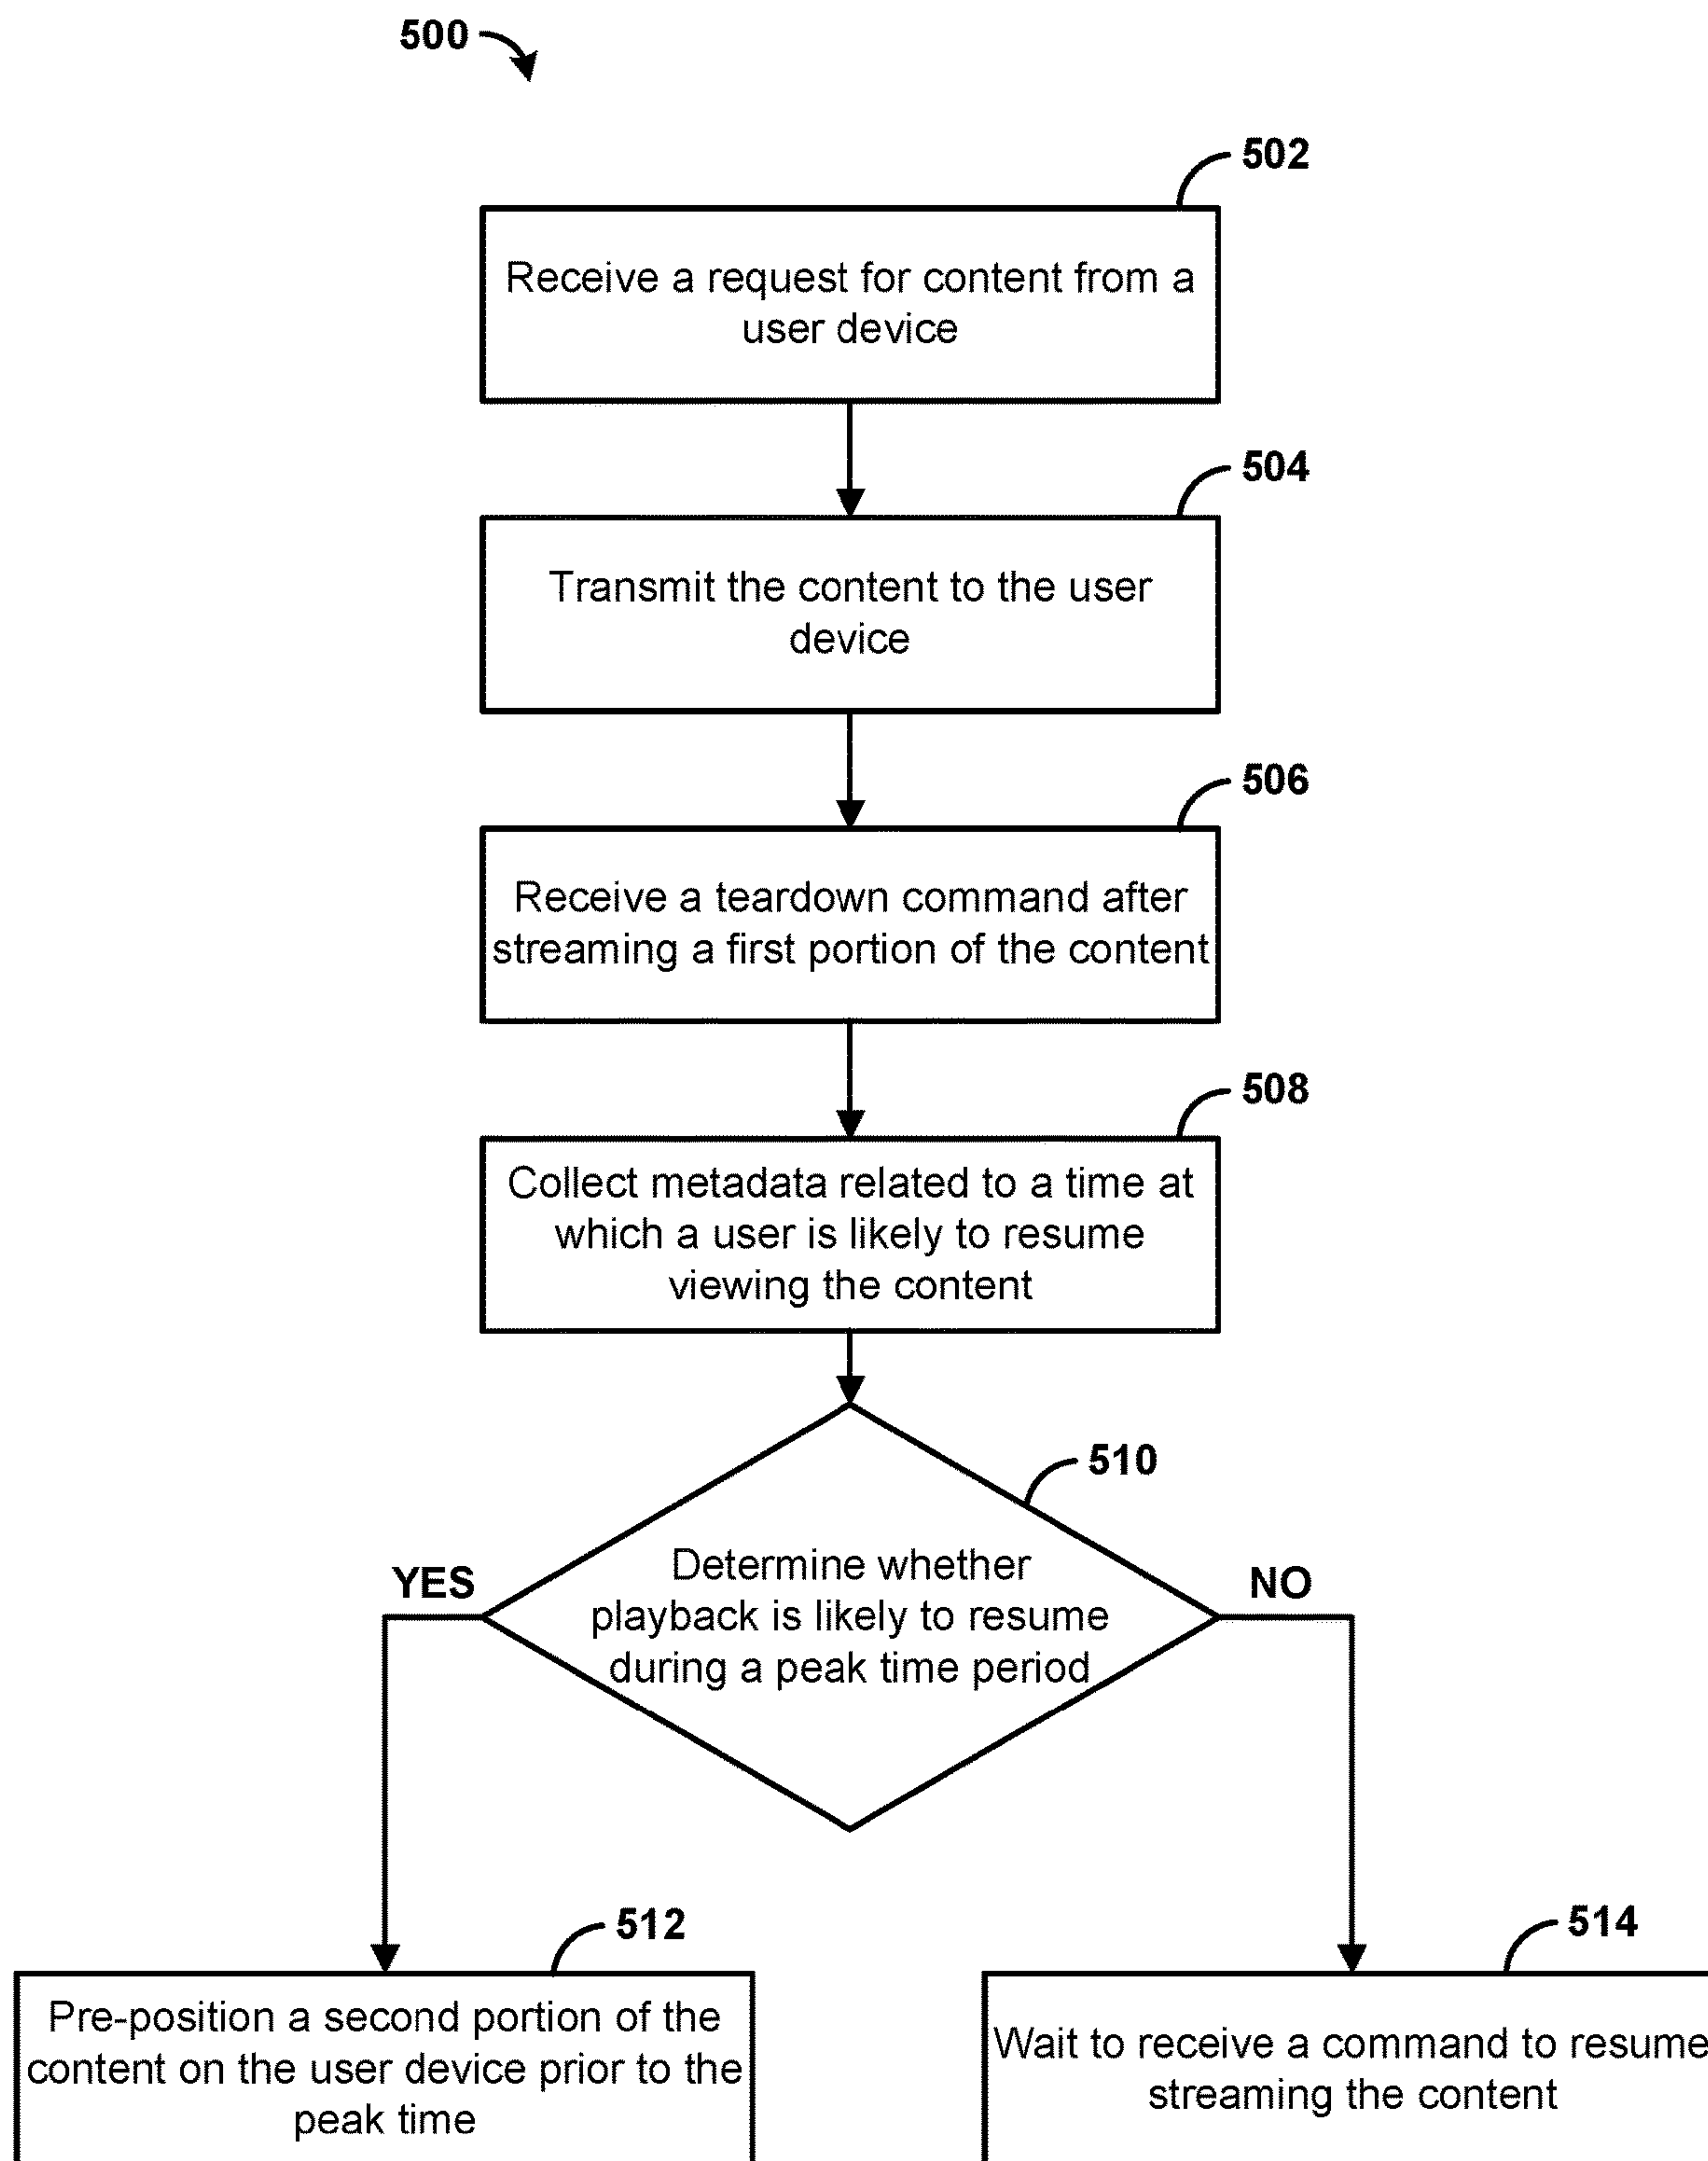 500
502
Receive a request for content from a
user device
504
Transmit the content to the user
device
506
Receive a teardown command after
streaming a first portion of the content
508
Collect metadata related to a time at
which a user is likely to resume
viewing the content
510
Determine whether
playback is likely to resume
during a peak time period
YES
NO
512
Pre-position a second portion of the
content on the user device prior to the
peak time
514
Wait to receive a command to resume
streaming the content